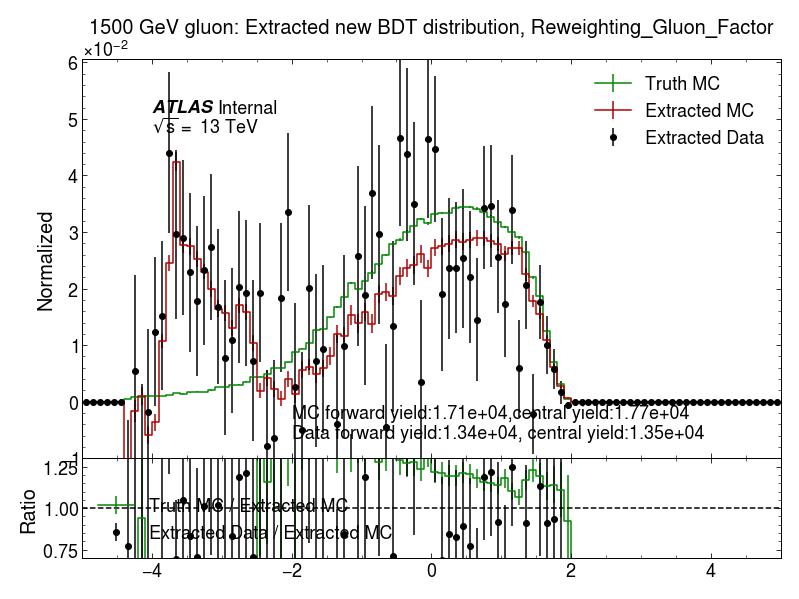 1500 GeV gluon: Extracted new BDT distribution, Reweighting_Gluon_Factor
×10−2
ATLAS Internal
√s = 13 TeV
Truth MC
Extracted MC
Extracted Data
Normalized
6
5
4
3
2
1
0
1
MC forward yield:1.71e+04,central yield:1.77e+04
Data forward yield:1.34e+04, central yield:1.35e+04
Ratio
1.25
1.00
0.75
Truth MC / Extracted MC
Extracted Data / Extracted MC
−4 −2 0 2 4